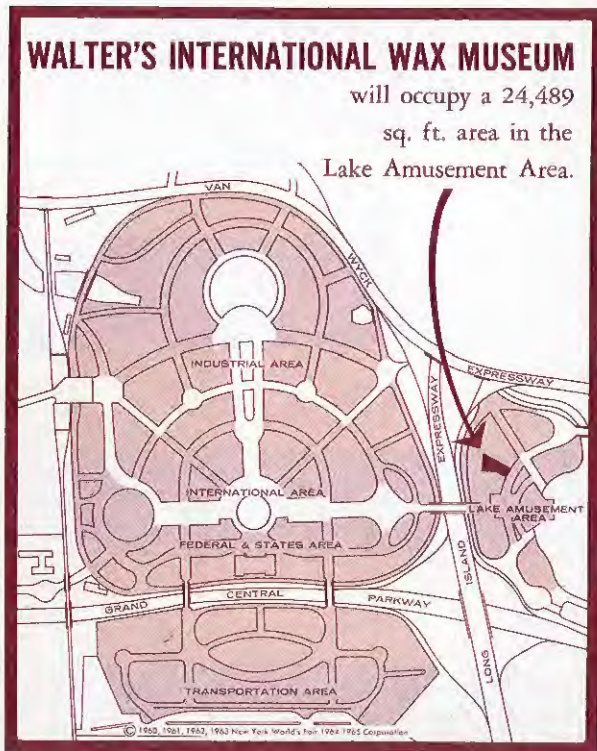 WALTER'S INTERNATIONAL WAX MUSEUM
will occupy a 24,489
sq. ft. area in the
Lake Amusement Area.
VAN
WYCK
EXPRESSWAY
INDUSTRIAL AREA
EXPRESSWAY
INTERNATIONAL AREA
LAKE AMUSEMENT
AREA
FEDERAL & STATES AREA
ISLAND
GRAND
CENTRAL
PARKWAY
LONG
TRANSPORTATION AREA
© 1960, 1961, 1962, 1963 New York World's Fair 1964-1965 Corporation